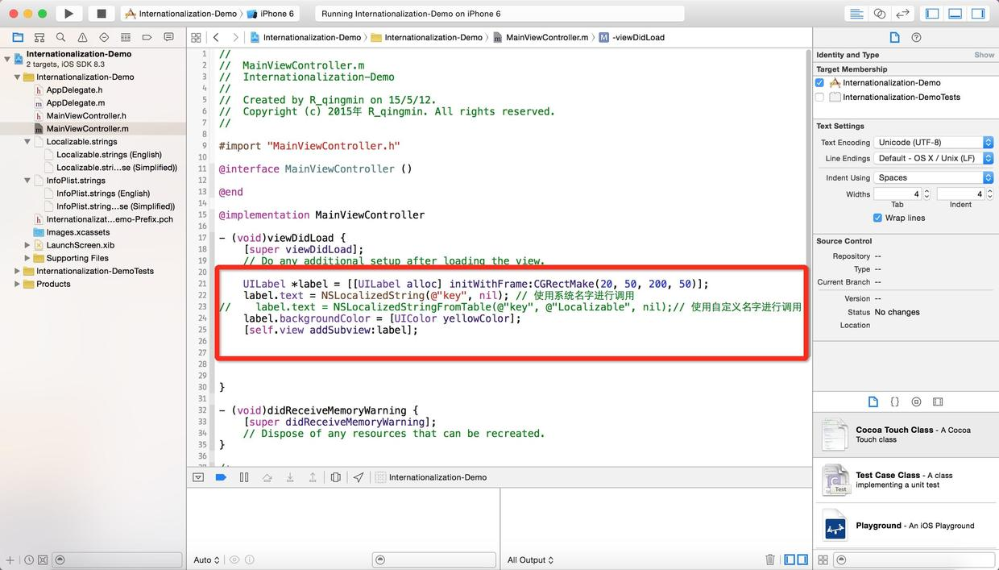 Internationalization-Demo
iPhone 6
Running Internationalization-Demo on iPhone 6
Internationalization-Demo
Internationalization-Demo
MainViewController.m
M
-viewDidLoad
Internationalization-Demo
2 targets, iOS SDK 8.3
Internationalization-Demo
h AppDelegate.h
m AppDelegate.m
h MainViewController.h
m MainViewController.m
Localizable.strings
Localizable.strings (English)
Localizable.stri...se (Simplified))
InfoPlist.strings
InfoPlist.strings (English)
InfoPlist.string...se (Simplified))
h Internationalizat...emo-Prefix.pch
Images.xcassets
LaunchScreen.xib
Supporting Files
Internationalization-DemoTests
Products
1 //
2 //  MainViewController.m
3 //  Internationalization-Demo
4 //
5 //  Created by R_qingmin on 15/5/12.
6 //  Copyright (c) 2015年 R_qingmin. All rights reserved.
7 //
8
9 #import "MainViewController.h"
10
11 @interface MainViewController ()
12
13 @end
14
15 @implementation MainViewController
16
17 - (void)viewDidLoad {
18     [super viewDidLoad];
19     // Do any additional setup after loading the view.
20
21     UILabel *label = [[UILabel alloc] initWithFrame:CGRectMake(20, 50, 200, 50)];
22     label.text = NSLocalizedString(@"key", nil); // 使用系统名字进行调用
23 //    label.text = NSLocalizedStringFromTable(@"key", @"Localizable", nil);// 使用自定义名字进行调用
24     label.backgroundColor = [UIColor yellowColor];
25     [self.view addSubview:label];
26
27
28
29
30 }
31
32 - (void)didReceiveMemoryWarning {
33     [super didReceiveMemoryWarning];
34     // Dispose of any resources that can be recreated.
35 }
36
Internationalization-Demo
Auto
All Output
Identity and Type
Show
Target Membership
Internationalization-Demo
Internationalization-DemoTests
Text Settings
Text Encoding Unicode (UTF-8)
Line Endings Default - OS X / Unix (LF)
Indent Using Spaces
Widths 4 4
Tab Indent
Wrap lines
Source Control
Repository --
Type --
Current Branch --
Version --
Status No changes
Location
{}
Cocoa Touch Class - A Cocoa
Touch class
Test Case Class - A class
implementing a unit test
Test
Playground - An iOS Playground